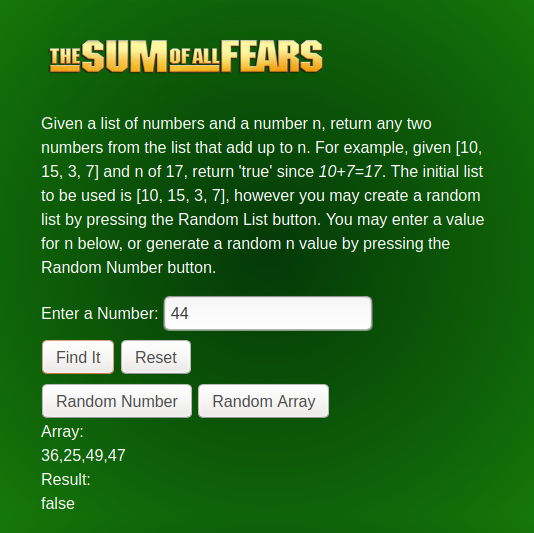 THE SUM OF ALL FEARS
Given a list of numbers and a number n, return any two
numbers from the list that add up to n. For example, given [10,
15, 3, 7] and n of 17, return 'true' since 10+7=17. The initial list
to be used is [10, 15, 3, 7], however you may create a random
list by pressing the Random List button. You may enter a value
for n below, or generate a random n value by pressing the
Random Number button.
Enter a Number: 44
Find It Reset
Random Number Random Array
Array:
36,25,49,47
Result:
false